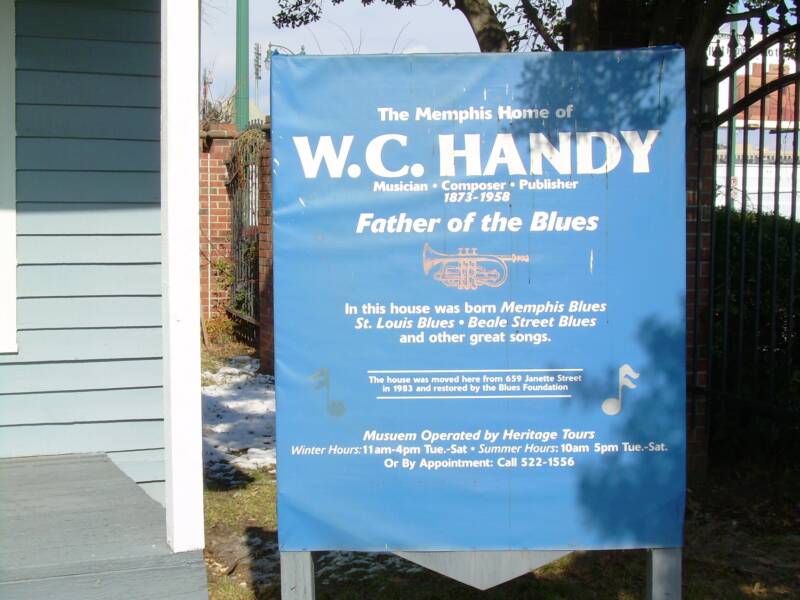 The Memphis Home of
W.C. HANDY
Musician • Composer • Publisher
1873-1958
Father of the Blues
In this house was born Memphis Blues
St. Louis Blues • Beale Street Blues
and other great songs.
The house was moved here from 659 Janette Street
in 1983 and restored by the Blues Foundation
Musuem Operated by Heritage Tours
Winter Hours: 11am-4pm Tue.-Sat • Summer Hours: 10am 5pm Tue.-Sat.
Or By Appointment: Call 522-1556